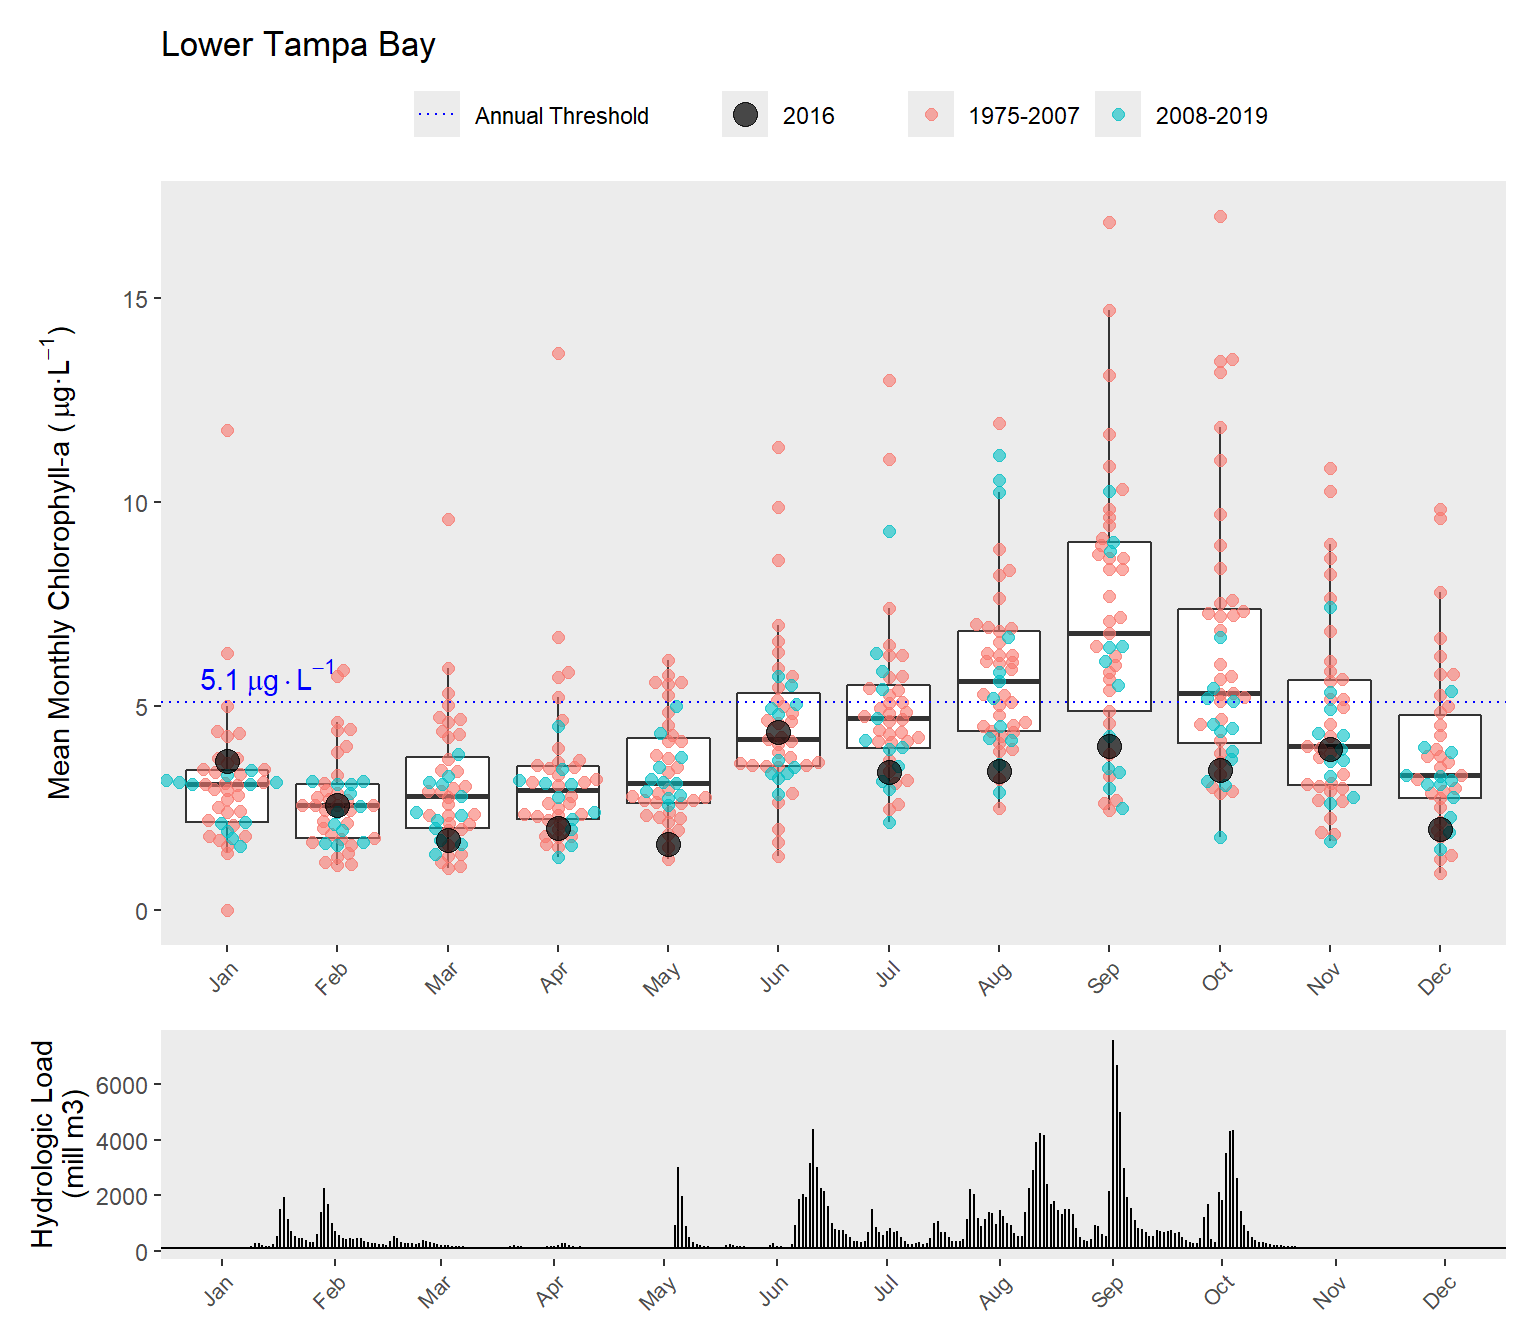 Lower Tampa Bay
Annual Threshold 2016 1975-2007 2008-2019
Mean Monthly Chlorophyll-a ( μg·L⁻¹)
15
10
5
0
5.1 μg·L⁻¹
Jan Feb Mar Apr May Jun Jul Aug Sep Oct Nov Dec
Hydrologic Load
(mill m3)
6000
4000
2000
0
Jan Feb Mar Apr May Jun Jul Aug Sep Oct Nov Dec